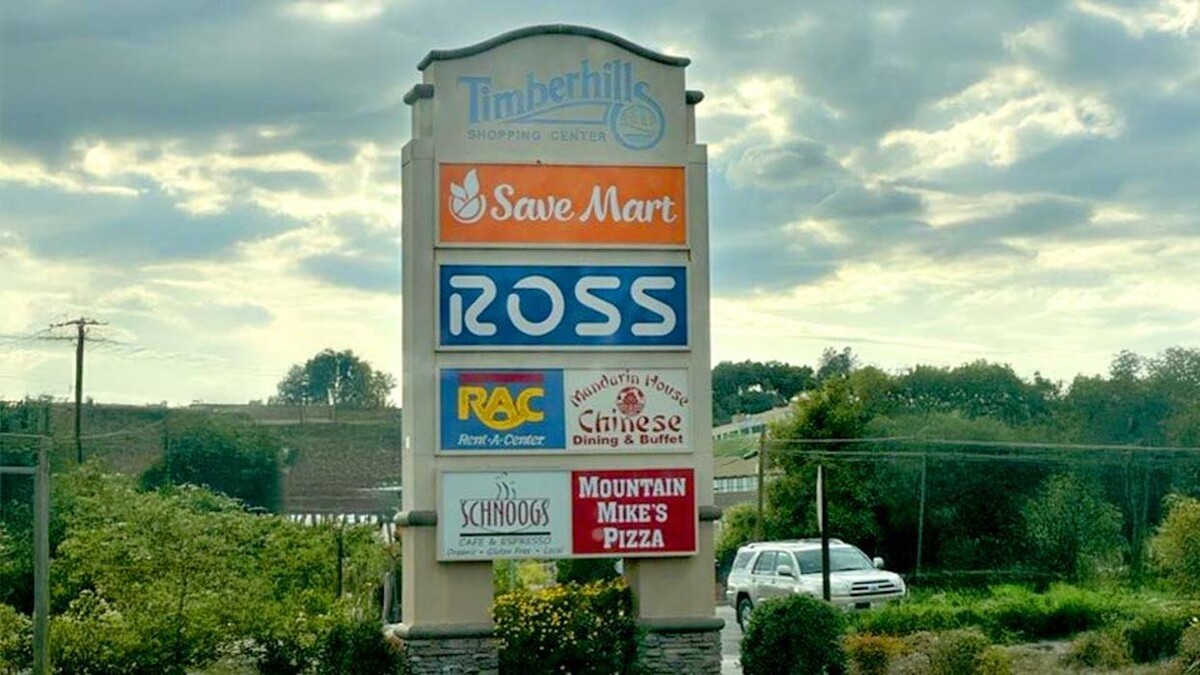 Timberhills
SHOPPING CENTER
Save Mart
ROSS
RAC
Rent-A-Center
Mandarin House
Chinese
Dining & Buffet
SCHNOOGS
CAFE & ESPRESSO
Organic • Gluten Free • Local
MOUNTAIN
MIKE'S
PIZZA